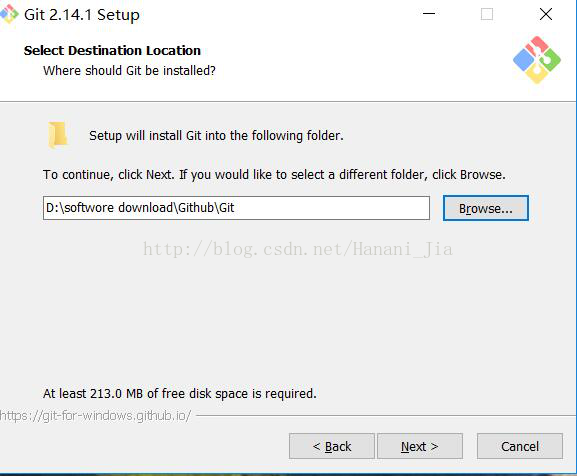 Git 2.14.1 Setup
Select Destination Location
Where should Git be installed?
Setup will install Git into the following folder.
To continue, click Next. If you would like to select a different folder, click Browse.
D:\softwore download\Github\Git
Browse...
http://blog.csdn.net/Hanani_Jia
At least 213.0 MB of free disk space is required.
https://git-for-windows.github.io/
< Back
Next >
Cancel